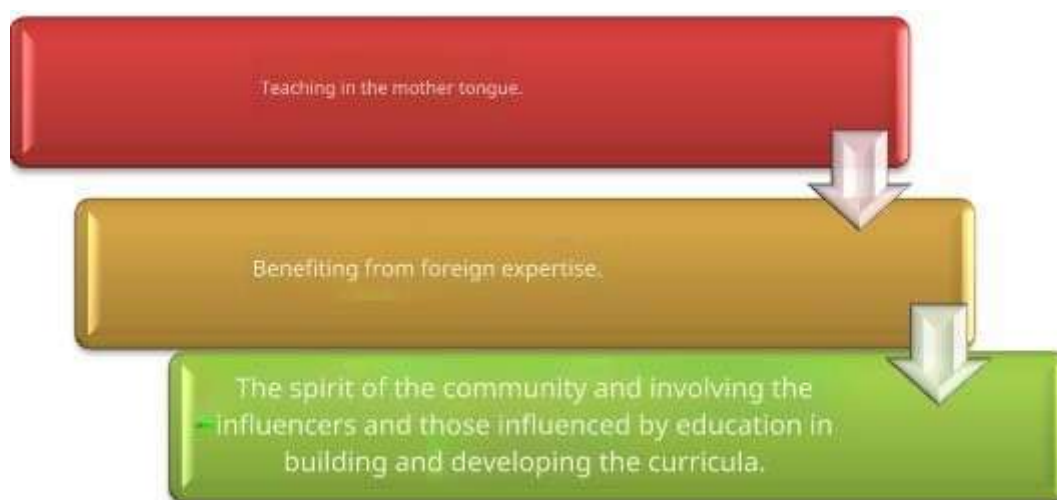 Teaching in the mother tongue.
Benefiting from foreign expertise.
The spirit of the community and involving the
influencers and those influenced by education in
building and developing the curricula.